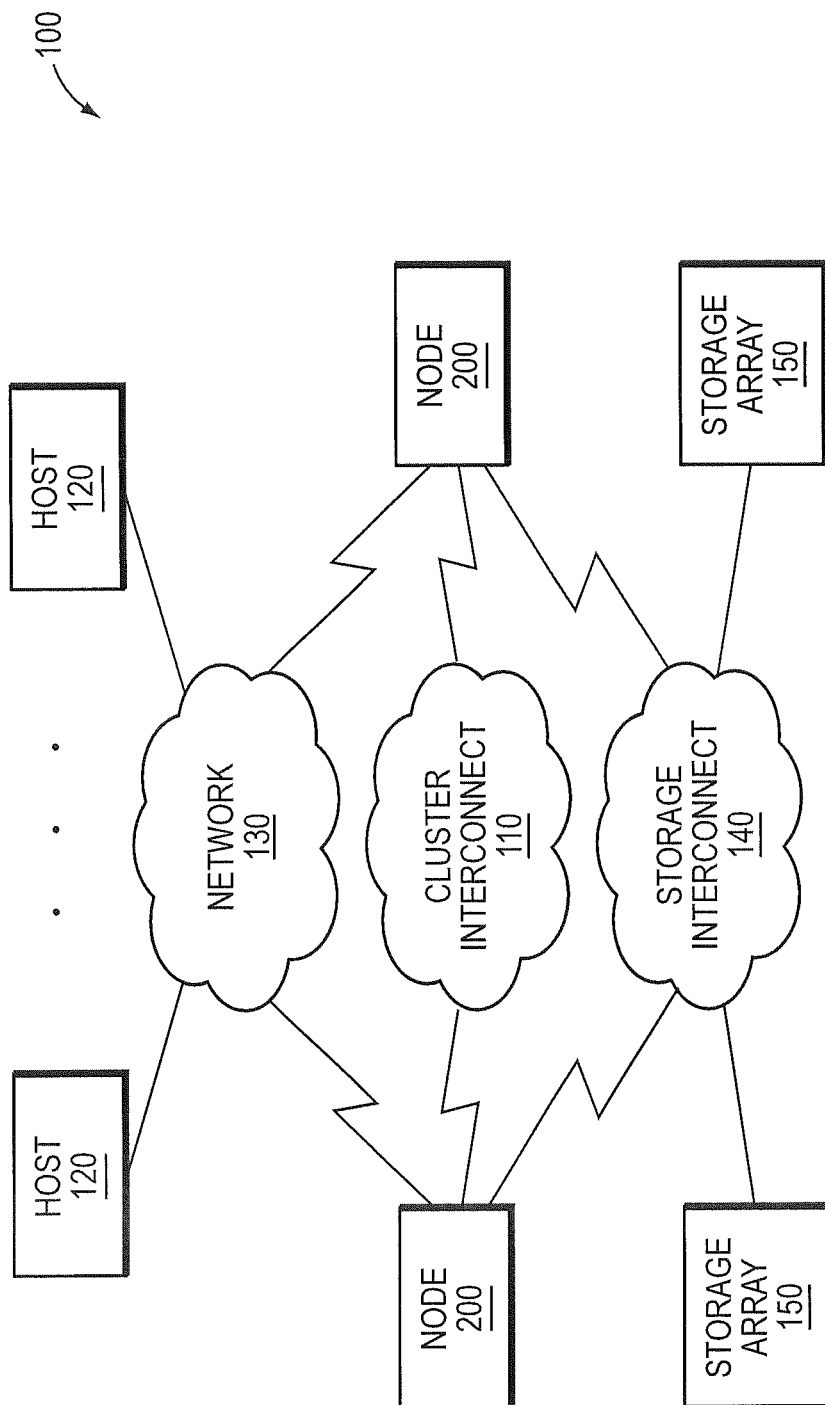 100
HOST
120
HOST
120
NETWORK
130
NODE
200
CLUSTER
INTERCONNECT
110
NODE
200
STORAGE
INTERCONNECT
140
STORAGE
ARRAY
150
STORAGE
ARRAY
150